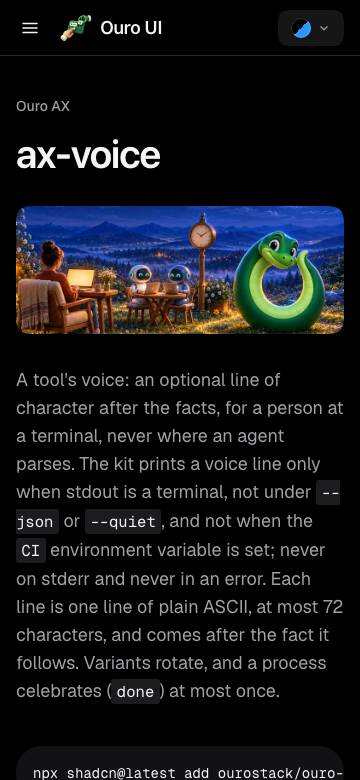 Ouro UI
Ouro AX
ax-voice
A tool's voice: an optional line of
character after the facts, for a person at
a terminal, never where an agent
parses. The kit prints a voice line only
when stdout is a terminal, not under --
json or --quiet, and not when the
CI environment variable is set; never
on stderr and never in an error. Each
line is one line of plain ASCII, at most 72
characters, and comes after the fact it
follows. Variants rotate, and a process
celebrates (done) at most once.
npx shadcn@latest add ourostack/ouro-